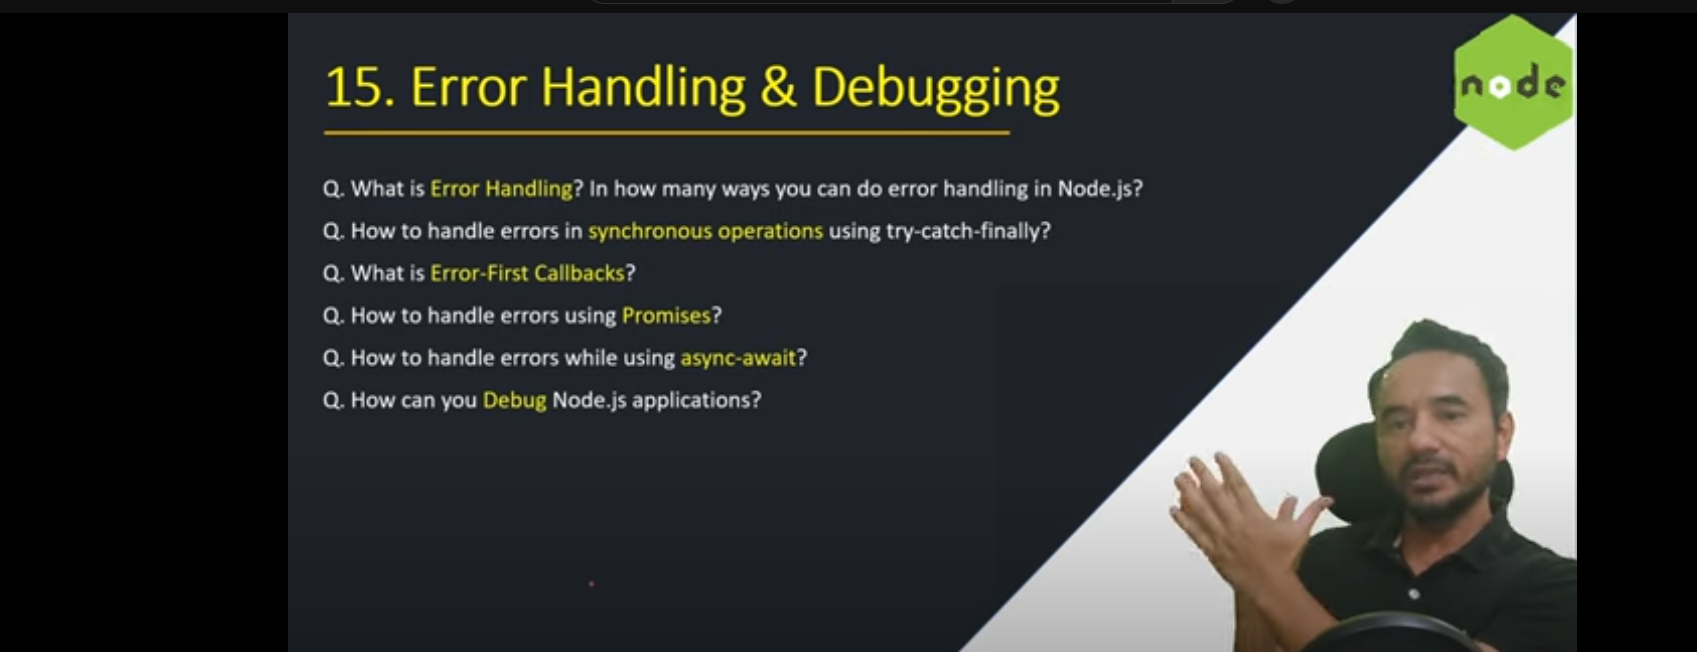 15. Error Handling & Debugging
node
Q. What is Error Handling? In how many ways you can do error handling in Node.js?
Q. How to handle errors in synchronous operations using try-catch-finally?
Q. What is Error-First Callbacks?
Q. How to handle errors using Promises?
Q. How to handle errors while using async-await?
Q. How can you Debug Node.js applications?